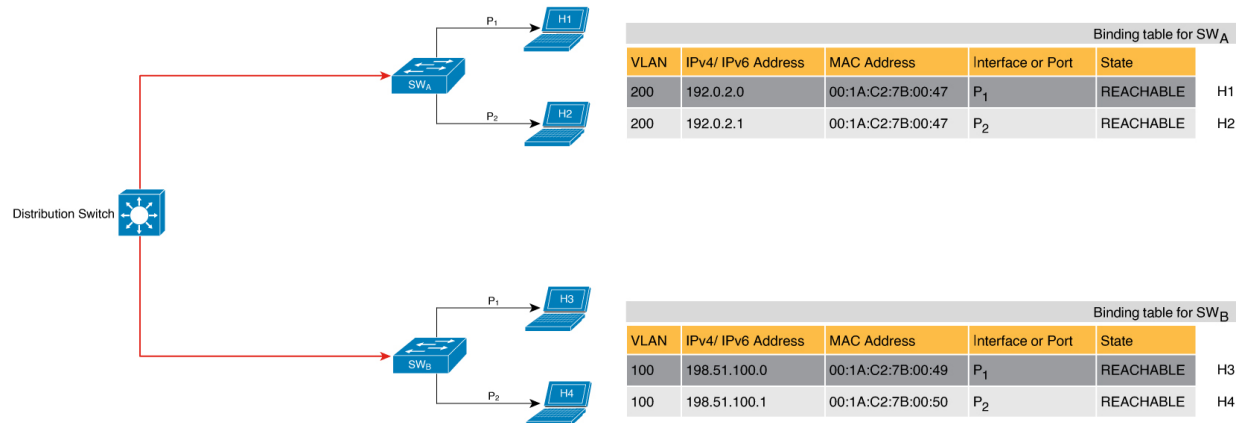 P1
H1
SWA
P2
H2
Binding table for SWA
VLAN IPv4/ IPv6 Address MAC Address Interface or Port State
200 192.0.2.0 00:1A:C2:7B:00:47 P1 REACHABLE H1
200 192.0.2.1 00:1A:C2:7B:00:47 P2 REACHABLE H2
Distribution Switch
P1
H3
SWB
P2
H4
Binding table for SWB
VLAN IPv4/ IPv6 Address MAC Address Interface or Port State
100 198.51.100.0 00:1A:C2:7B:00:49 P1 REACHABLE H3
100 198.51.100.1 00:1A:C2:7B:00:50 P2 REACHABLE H4